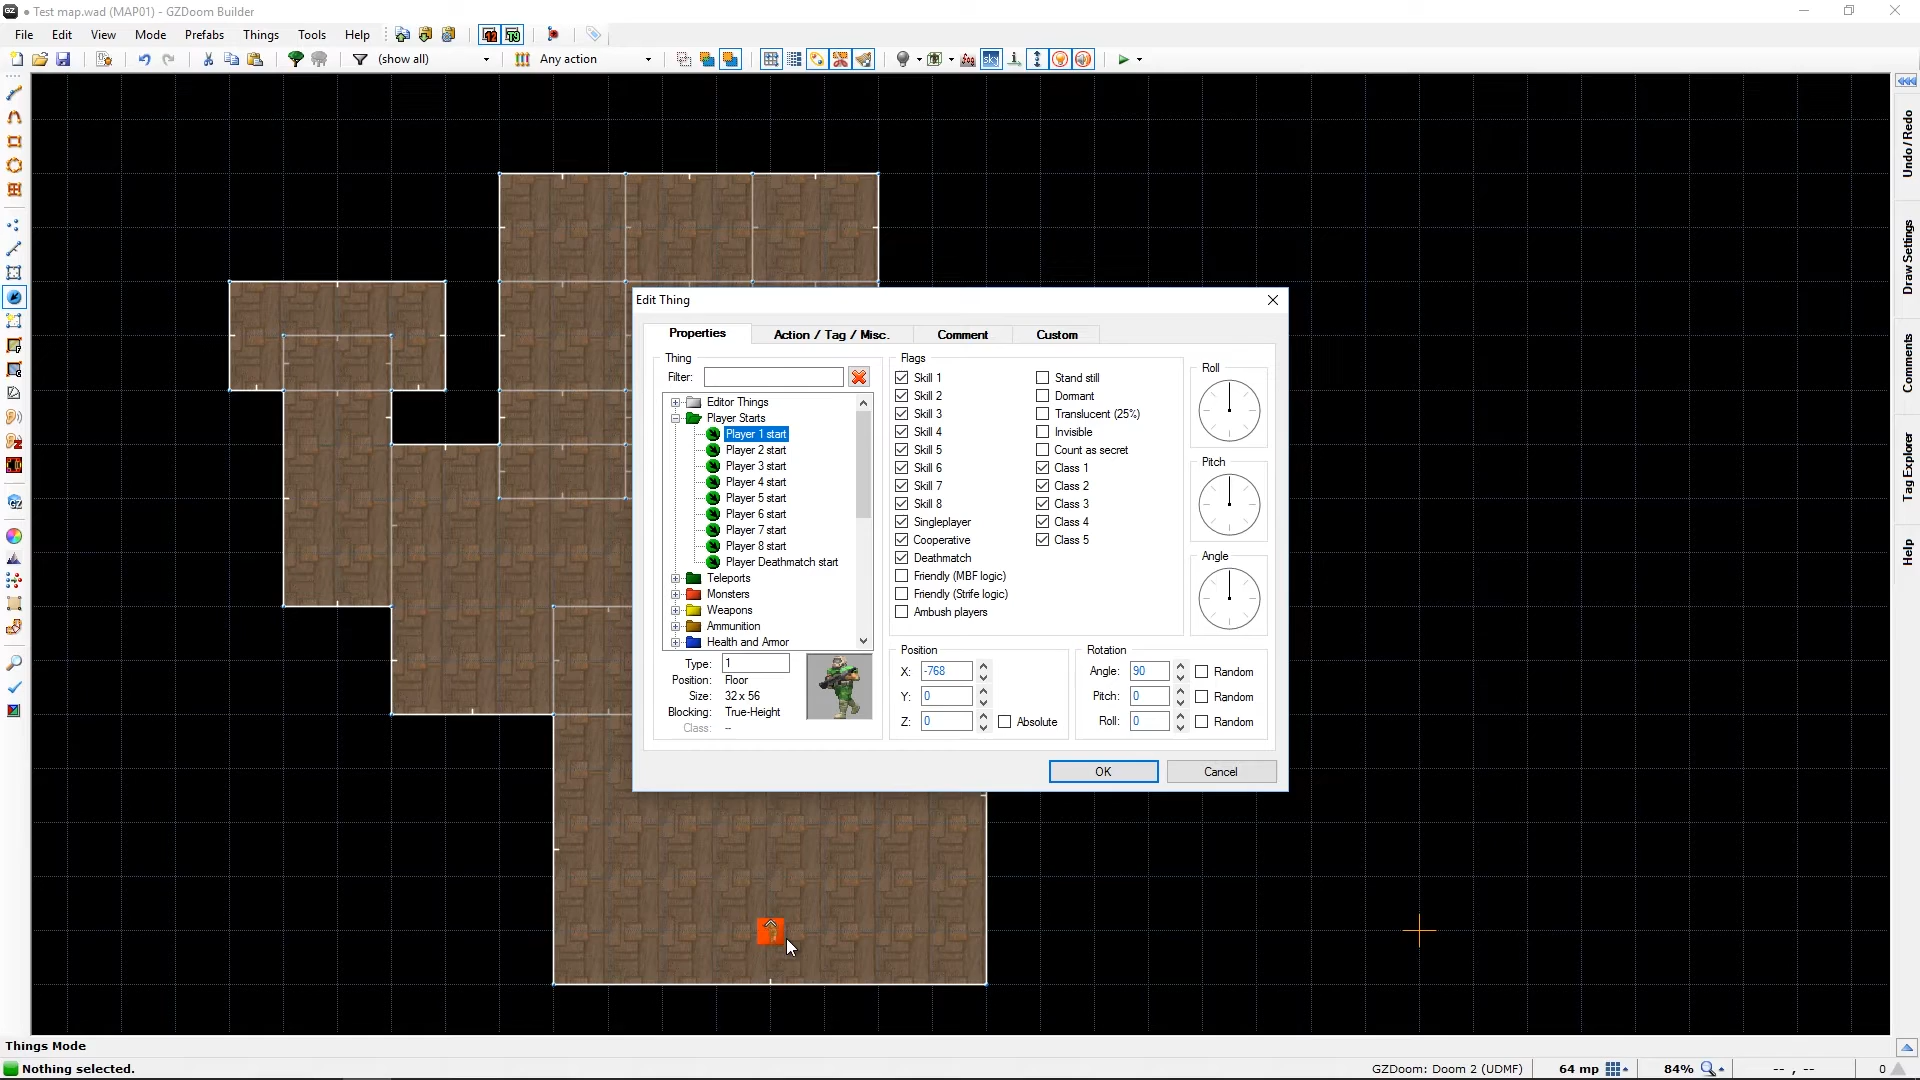 Test map.wad (MAP01) - GZDoom Builder
File Edit View Mode Prefabs Things Tools Help
(show all) Any action
Undo / Redo
Draw Settings
Comments
Tag Explorer
Help
Edit Thing
Properties Action / Tag / Misc. Comment Custom
Thing
Filter:
Editor Things
Player Starts
Player 1 start
Player 2 start
Player 3 start
Player 4 start
Player 5 start
Player 6 start
Player 7 start
Player 8 start
Player Deathmatch start
Teleports
Monsters
Weapons
Ammunition
Health and Armor
Type: 1
Position: Floor
Size: 32 x 56
Blocking: True-Height
Class: --
Flags
Skill 1
Skill 2
Skill 3
Skill 4
Skill 5
Skill 6
Skill 7
Skill 8
Singleplayer
Cooperative
Deathmatch
Friendly (MBF logic)
Friendly (Strife logic)
Ambush players
Stand still
Dormant
Translucent (25%)
Invisible
Count as secret
Class 1
Class 2
Class 3
Class 4
Class 5
Roll
Pitch
Angle
Position
X: -768
Y: 0
Z: 0 Absolute
Rotation
Angle: 90 Random
Pitch: 0 Random
Roll: 0 Random
OK Cancel
Things Mode
Nothing selected.
GZDoom: Doom 2 (UDMF) 64 mp 84% -- , -- 0